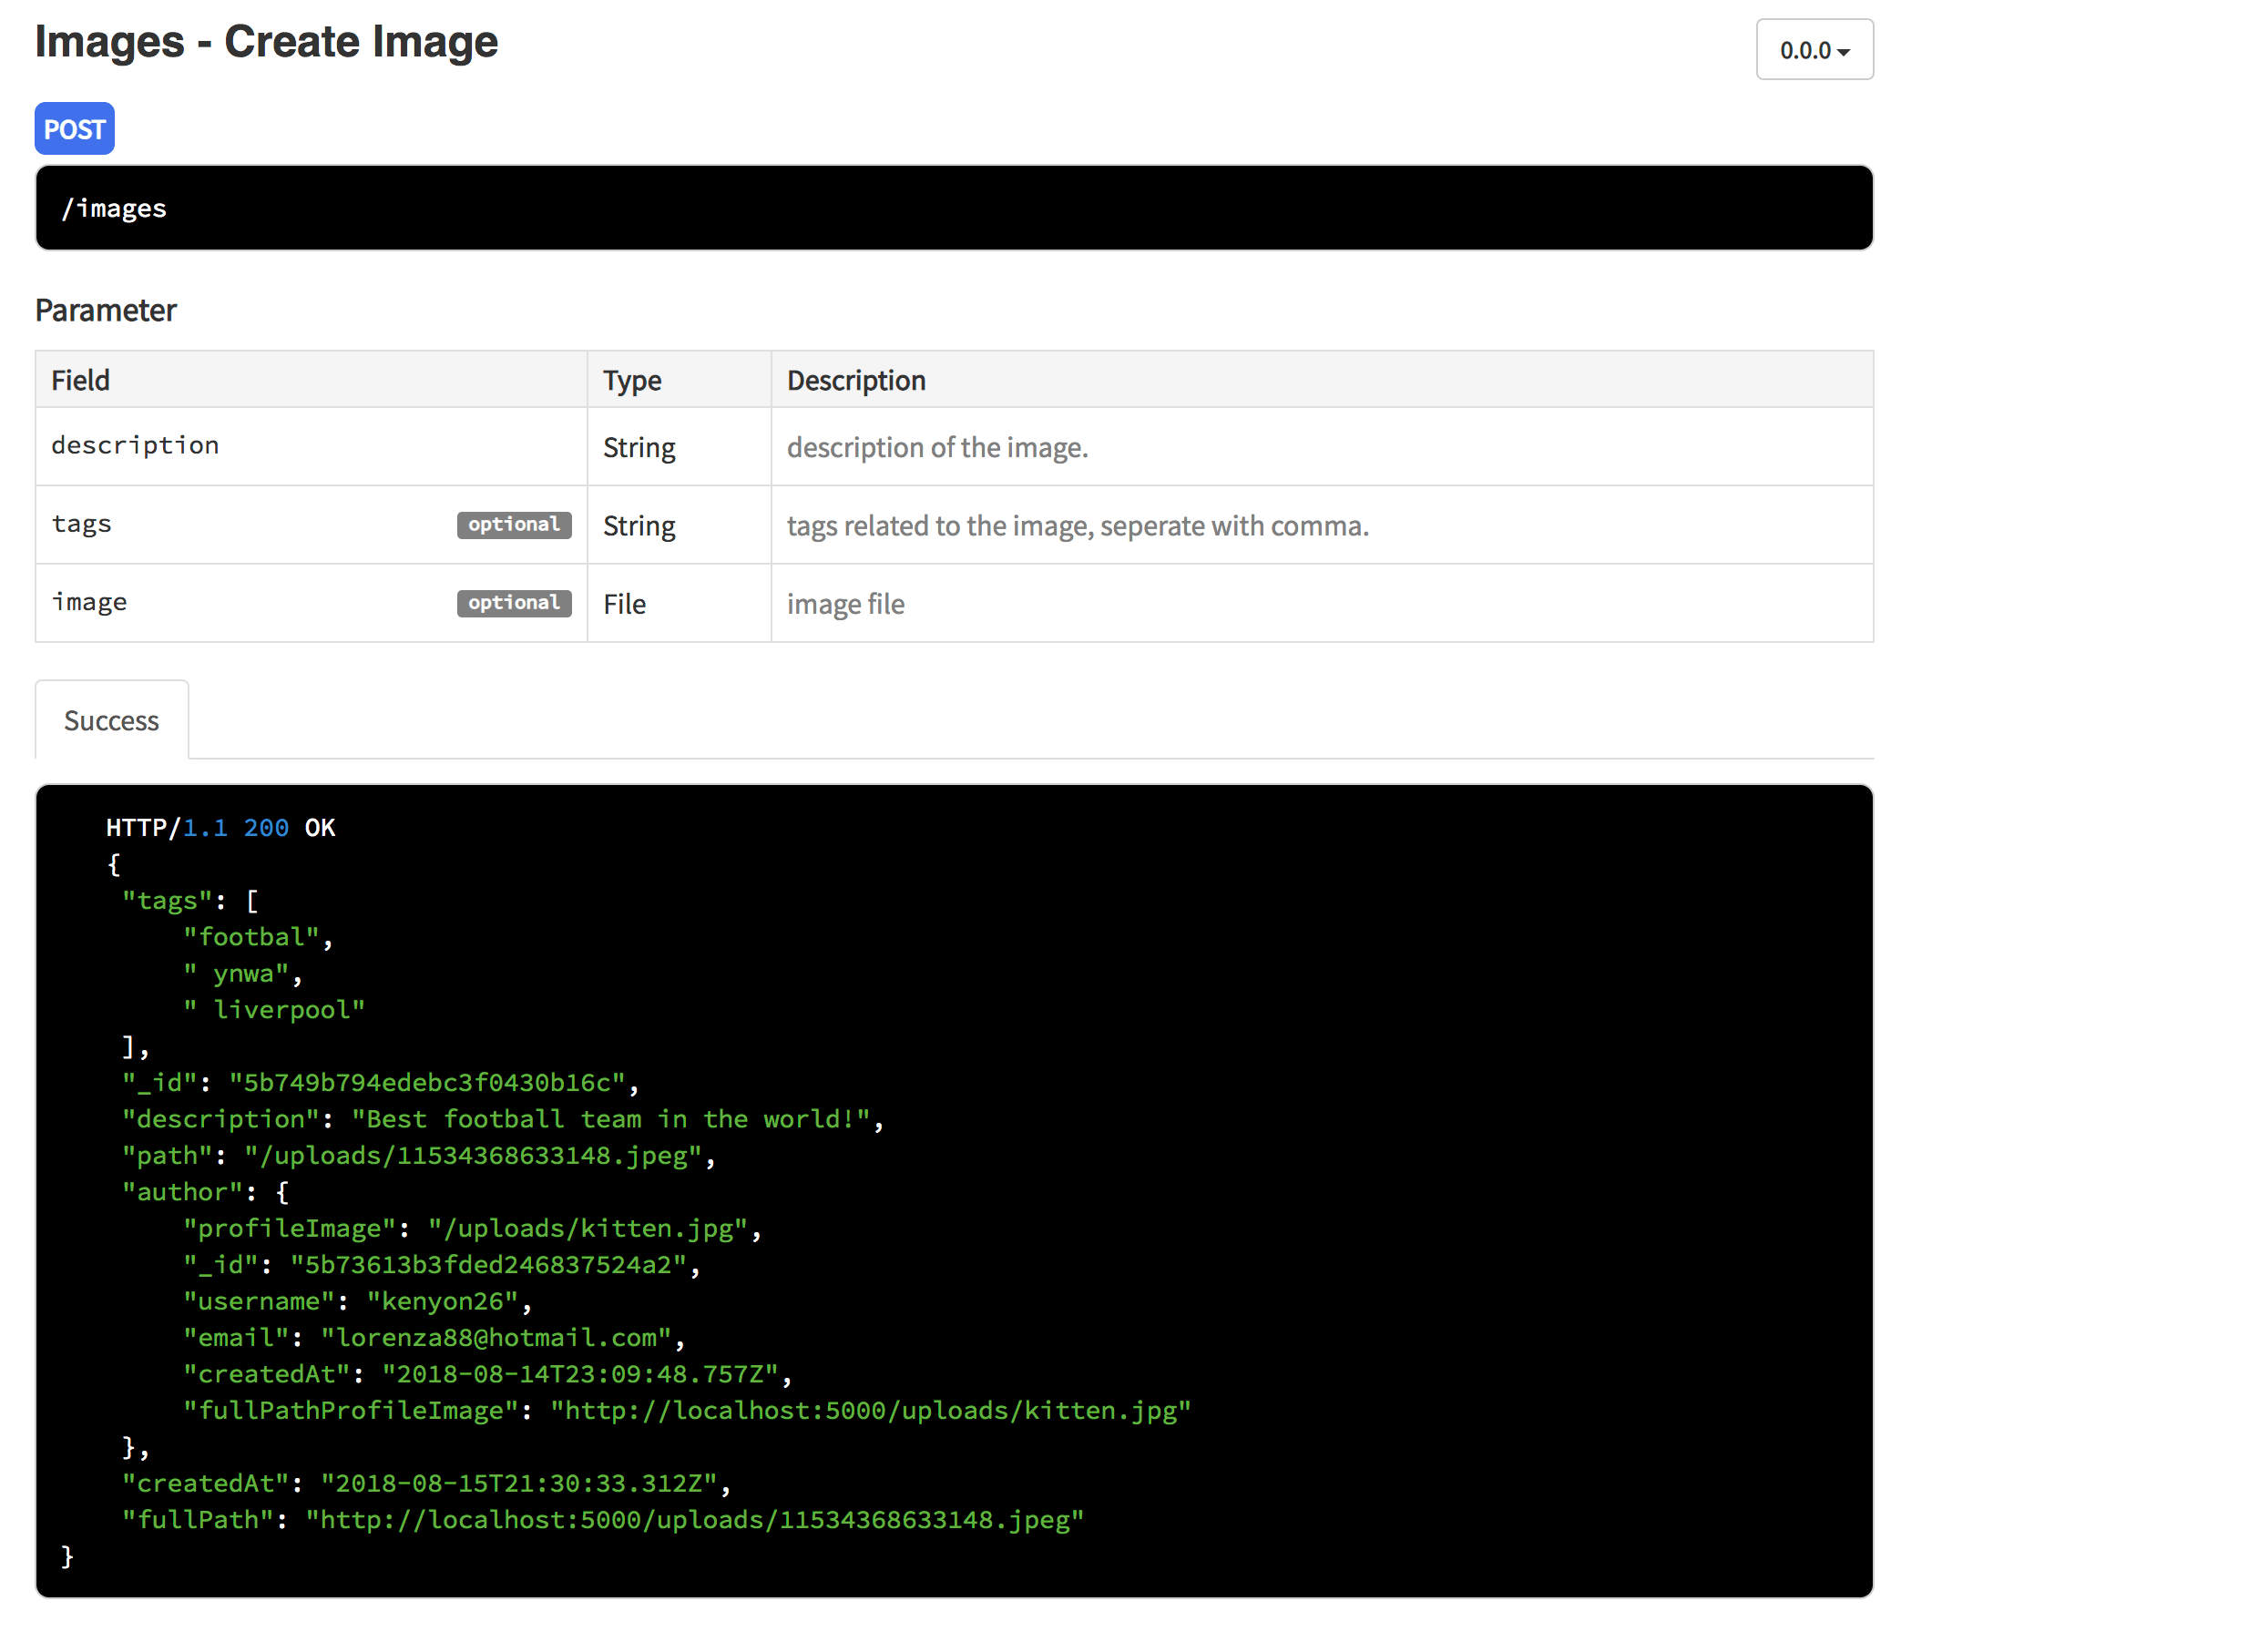 Images - Create Image
0.0.0
POST
/images
Parameter
Field Type Description
description String description of the image.
tags optional String tags related to the image, seperate with comma.
image optional File image file
Success
HTTP/1.1 200 OK
{
"tags": [
"footbal",
" ynwa",
" liverpool"
],
"_id": "5b749b794edebc3f0430b16c",
"description": "Best football team in the world!",
"path": "/uploads/11534368633148.jpeg",
"author": {
"profileImage": "/uploads/kitten.jpg",
"_id": "5b73613b3fded246837524a2",
"username": "kenyon26",
"email": "lorenza88@hotmail.com",
"createdAt": "2018-08-14T23:09:48.757Z",
"fullPathProfileImage": "http://localhost:5000/uploads/kitten.jpg"
},
"createdAt": "2018-08-15T21:30:33.312Z",
"fullPath": "http://localhost:5000/uploads/11534368633148.jpeg"
}